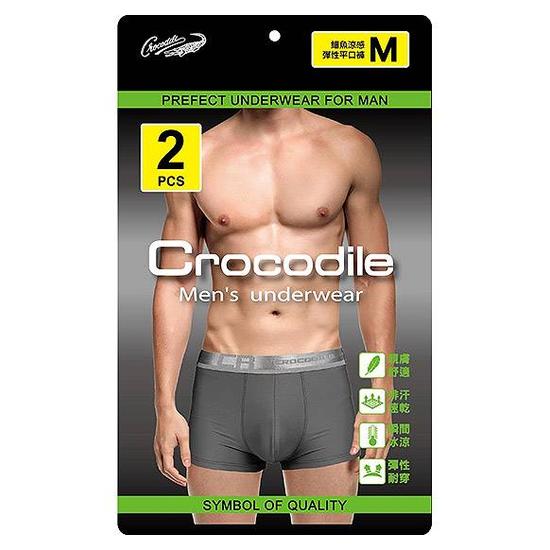 Crocodile
鱷魚涼感
彈性平口褲
M
PREFECT UNDERWEAR FOR MAN
2
PCS
Crocodile
Men's underwear
CROCODILE
親膚
舒適
排汗
速乾
瞬間
冰涼
彈性
耐穿
SYMBOL OF QUALITY